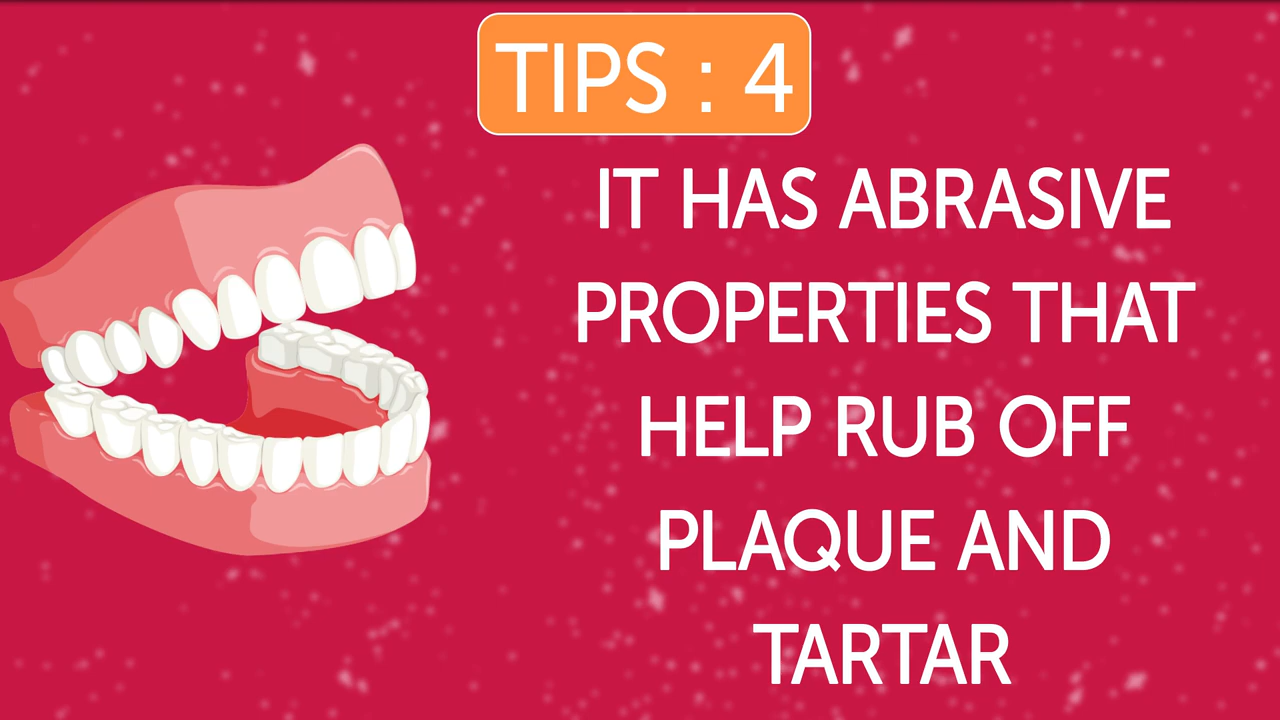 TIPS : 4
IT HAS ABRASIVE
PROPERTIES THAT
HELP RUB OFF
PLAQUE AND
TARTAR